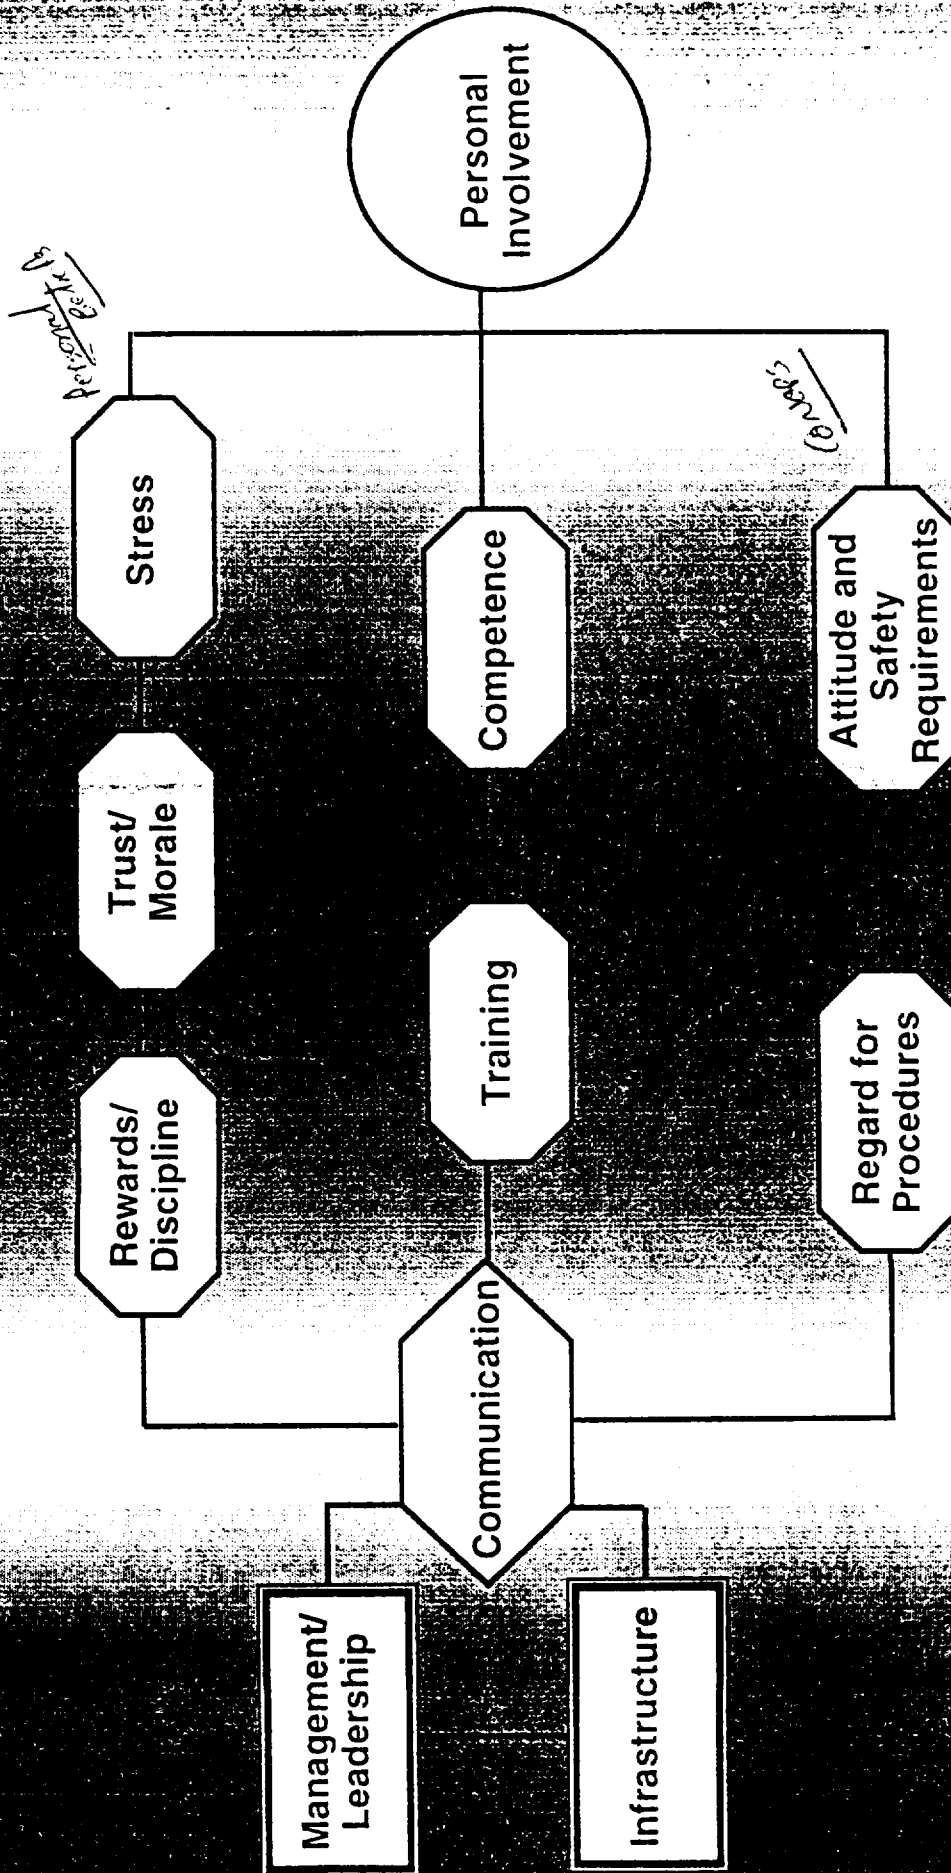 Management/
Leadership
Infrastructure
Communication
Rewards/
Discipline
Training
Regard for
Procedures
Trust/
Morale
Stress
Competence
Attitude and
Safety
Requirements
Personal
Involvement
Personal